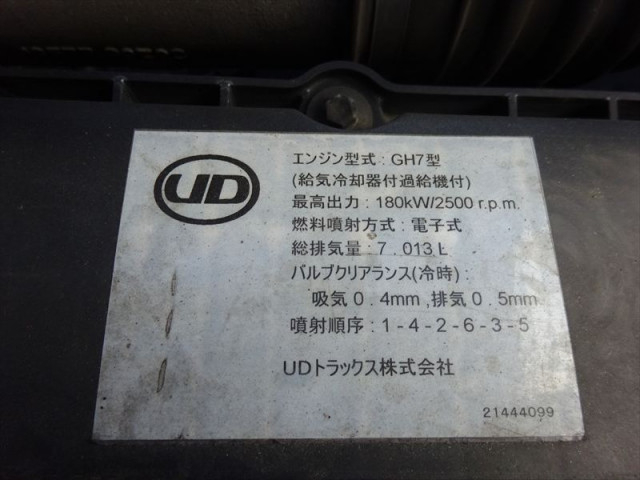 UD
エンジン型式：GH7型
(給気冷却器付過給機付)
最高出力：180kW/2500 r.p.m.
燃料噴射方式：電子式
総排気量：7.013 L
バルブクリアランス(冷時)：
吸気0.4mm,排気0.5mm
噴射順序：1-4-2-6-3-5
UDトラックス株式会社
21444099